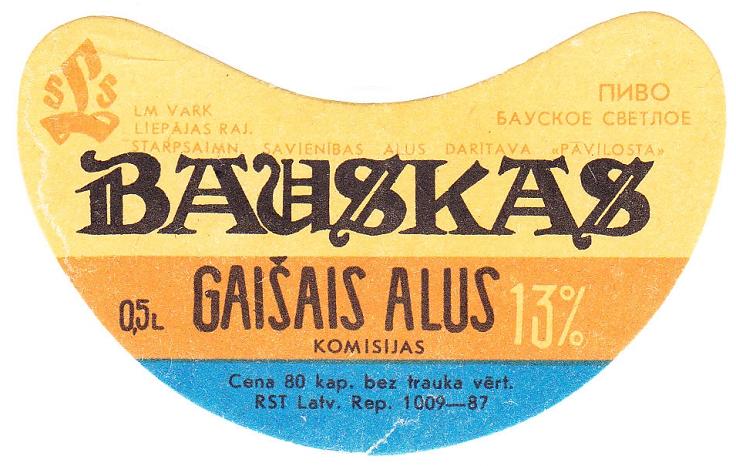 SPS
LM VARK
LIEPĀJAS RAJ.
STARPSAIMN. SAVIENĪBAS ALUS DARĪTAVA «PĀVILOSTA»
ПИВО
БАУСКОЕ СВЕТЛОЕ
BAUSKAS
GAIŠAIS ALUS
0,5L
13%
KOMISIJAS
Cena 80 kap. bez trauka vērt.
RST Latv. Rep. 1009—87